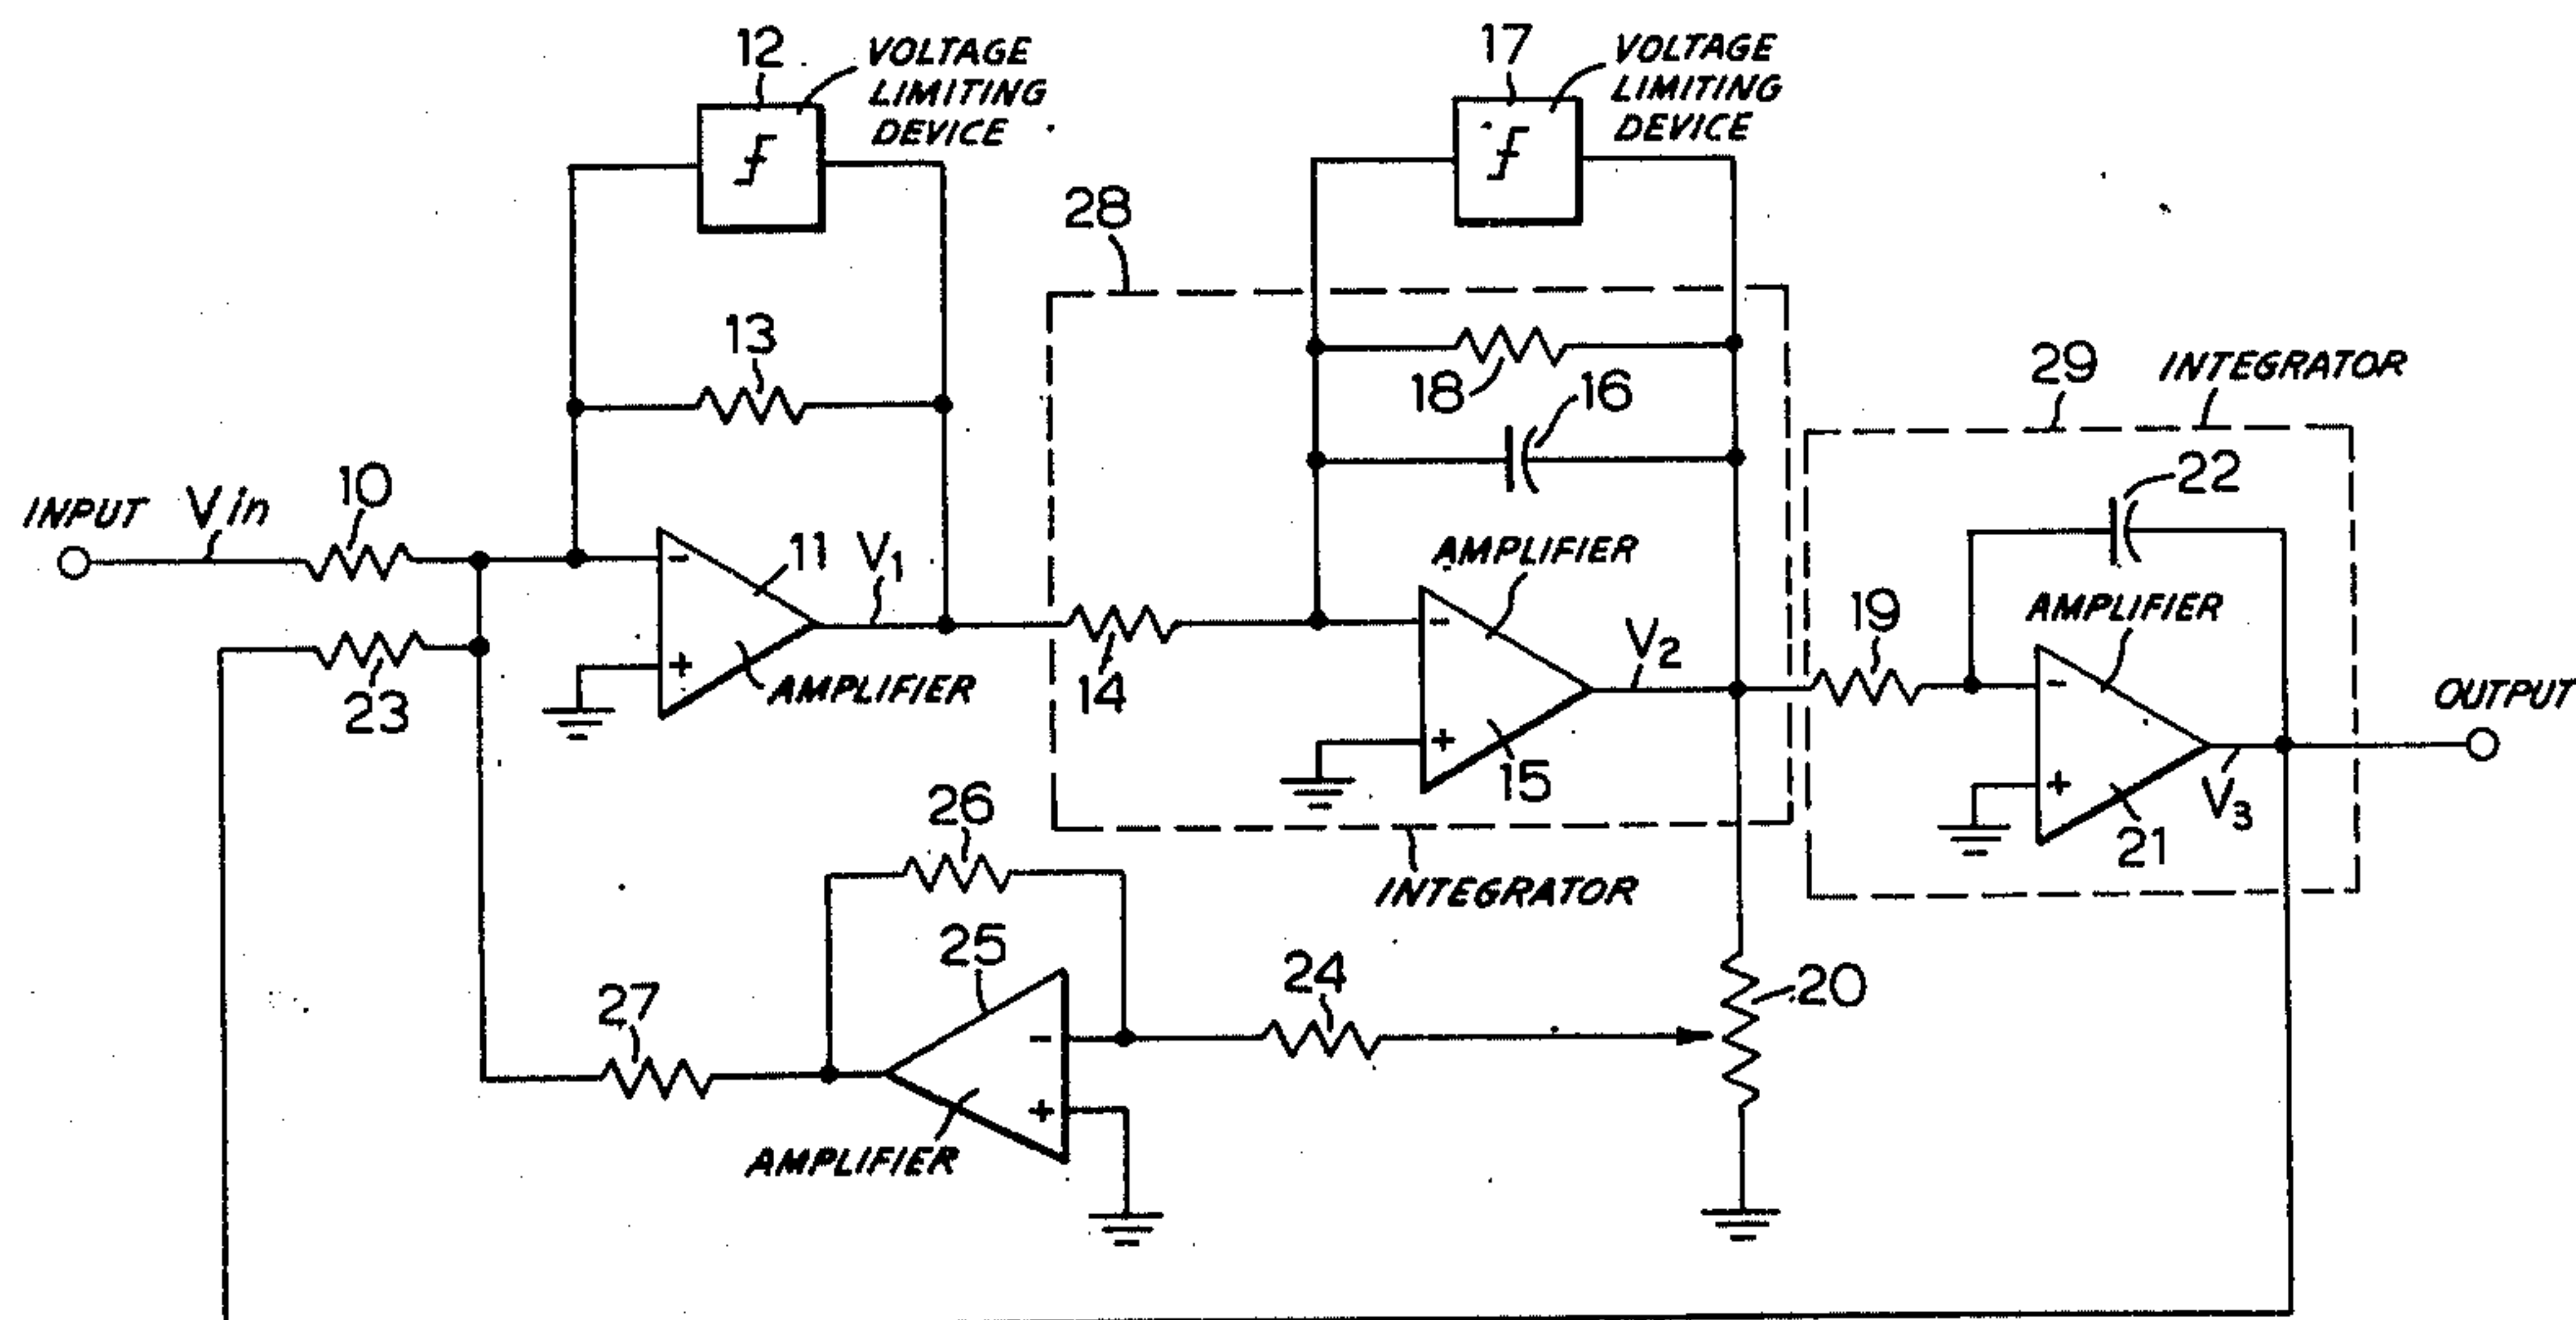 12
VOLTAGE
LIMITING
DEVICE
17
VOLTAGE
LIMITING
DEVICE
28
13
18
16
29
INTEGRATOR
22
INPUT
Vin
10
11
V1
AMPLIFIER
AMPLIFIER
19
AMPLIFIER
23
-
+
AMPLIFIER
14
-
+
15
V2
-
+
21
V3
OUTPUT
26
INTEGRATOR
25
24
20
27
-
+
AMPLIFIER